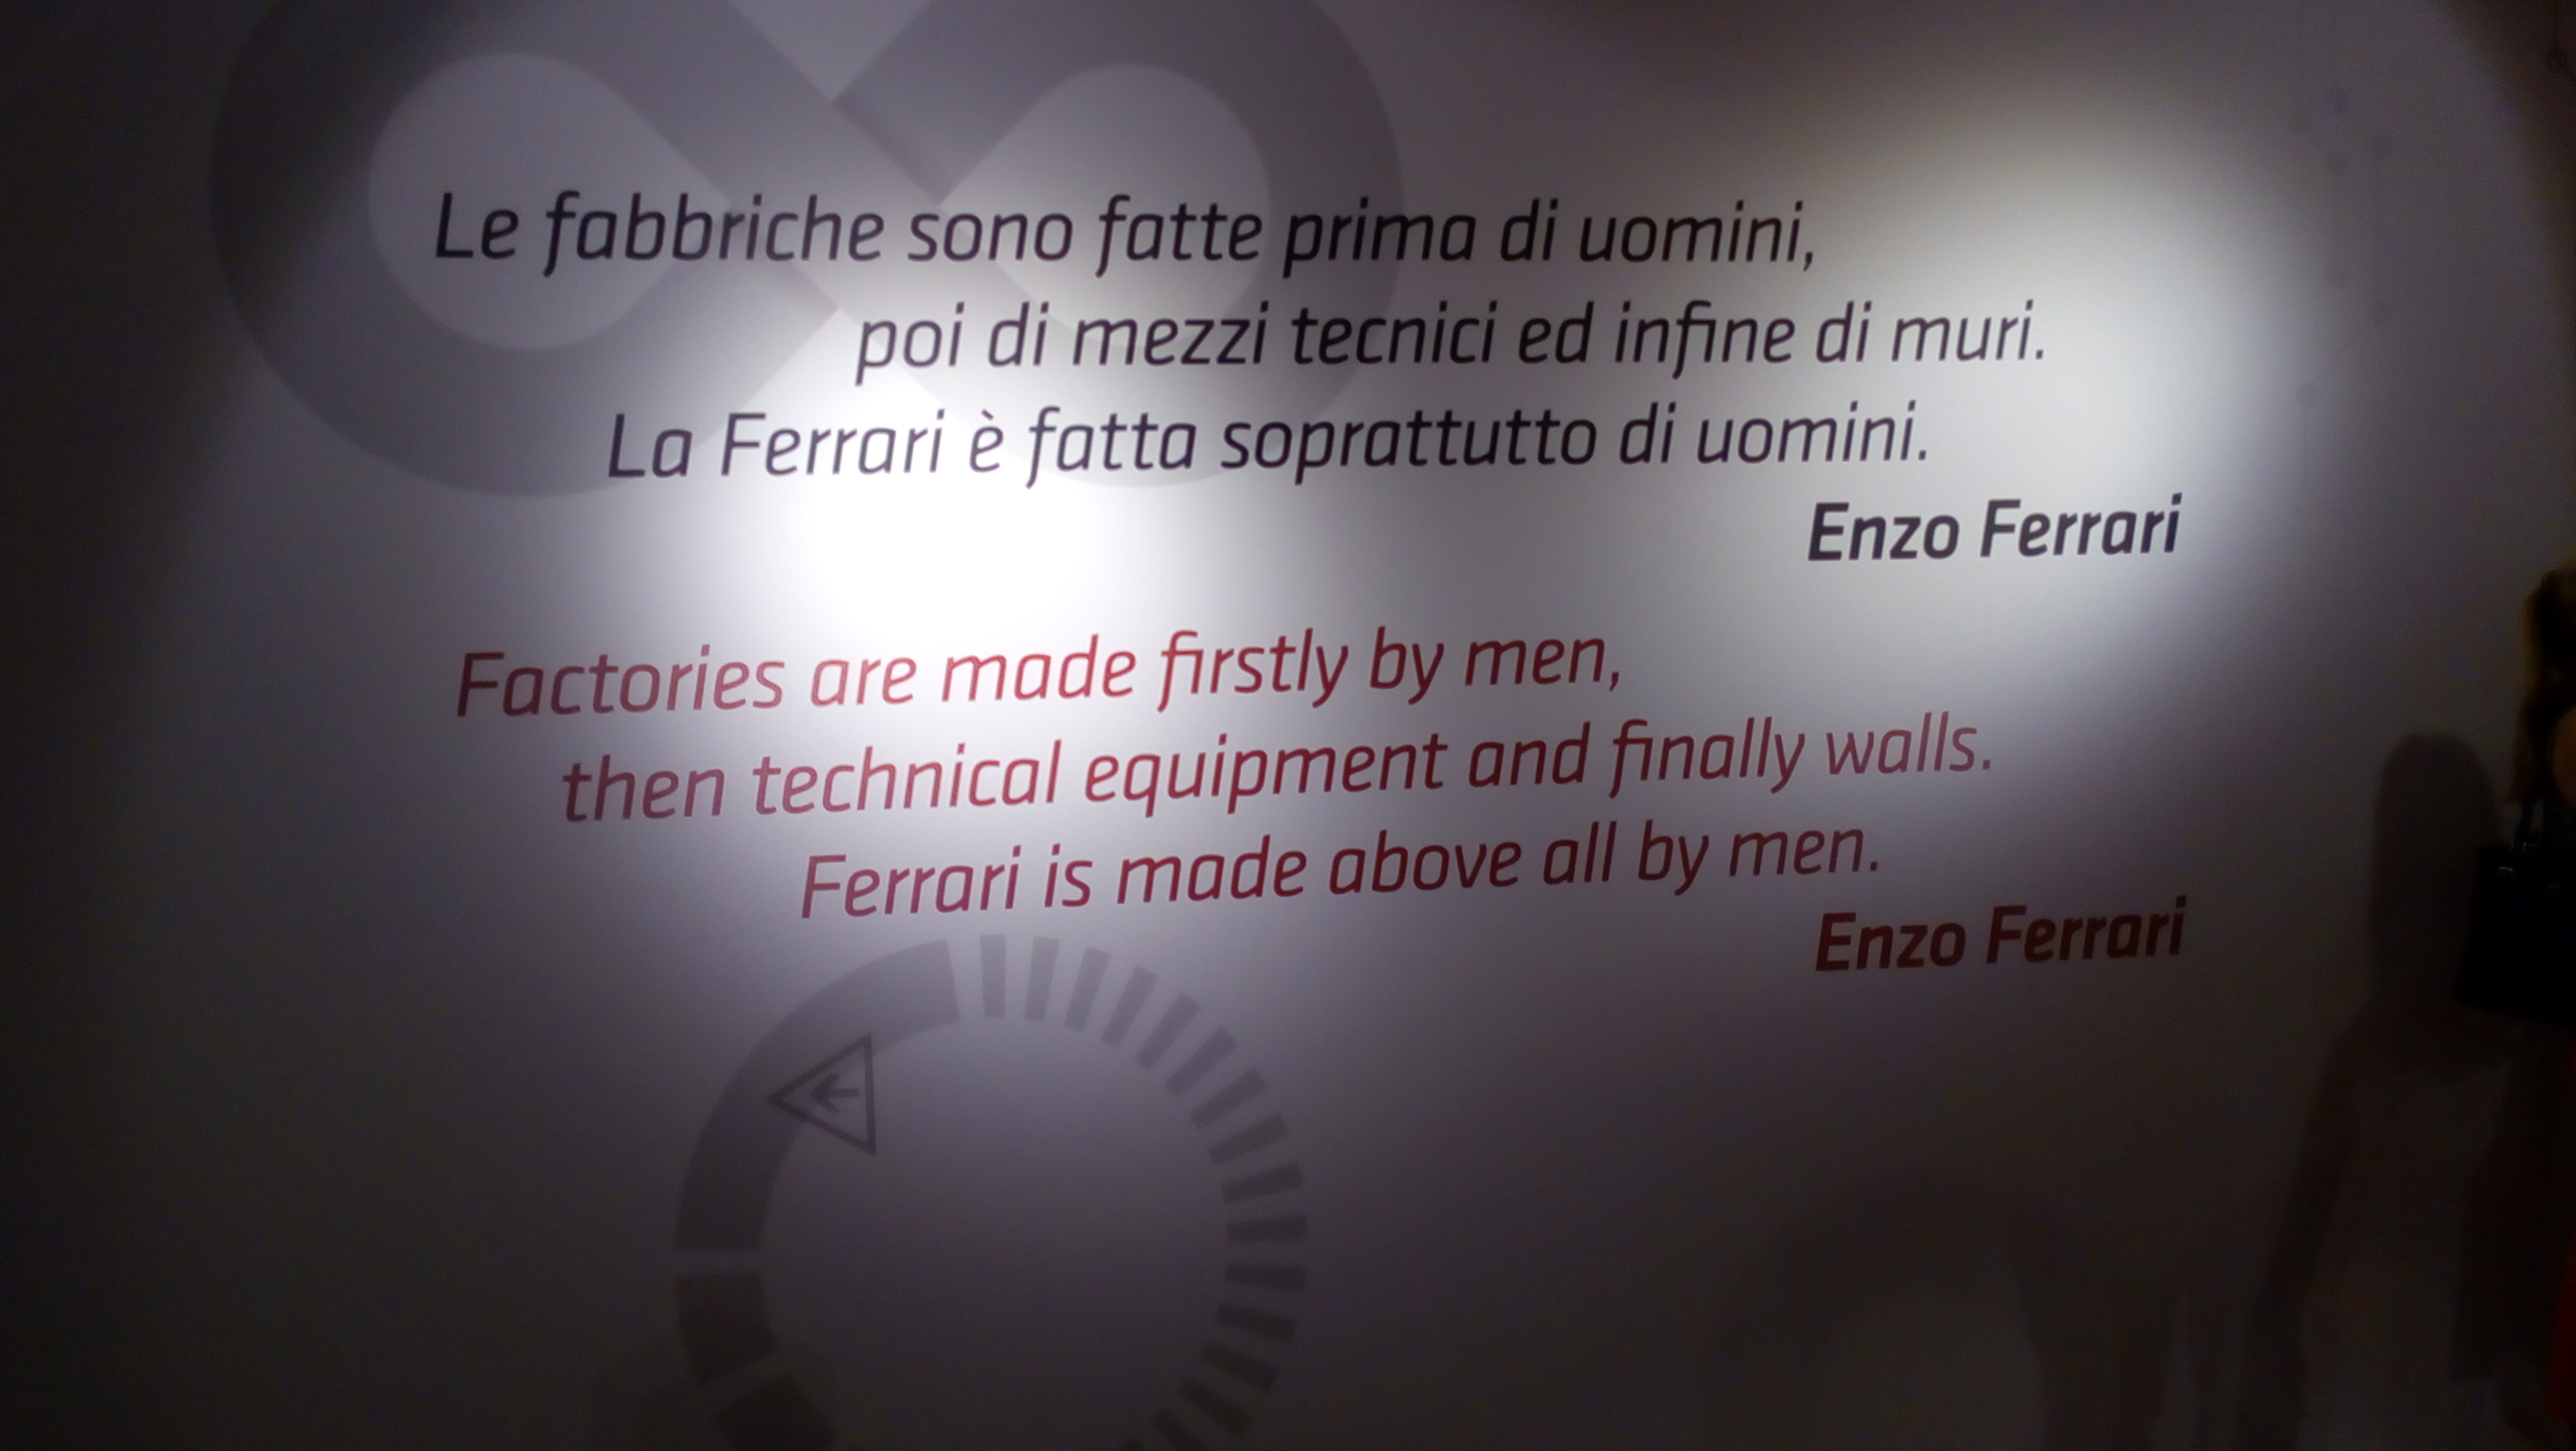 Le fabbriche sono fatte prima di uomini,
poi di mezzi tecnici ed infine di muri.
La Ferrari è fatta soprattutto di uomini.
Enzo Ferrari
Factories are made firstly by men,
then technical equipment and finally walls.
Ferrari is made above all by men.
Enzo Ferrari